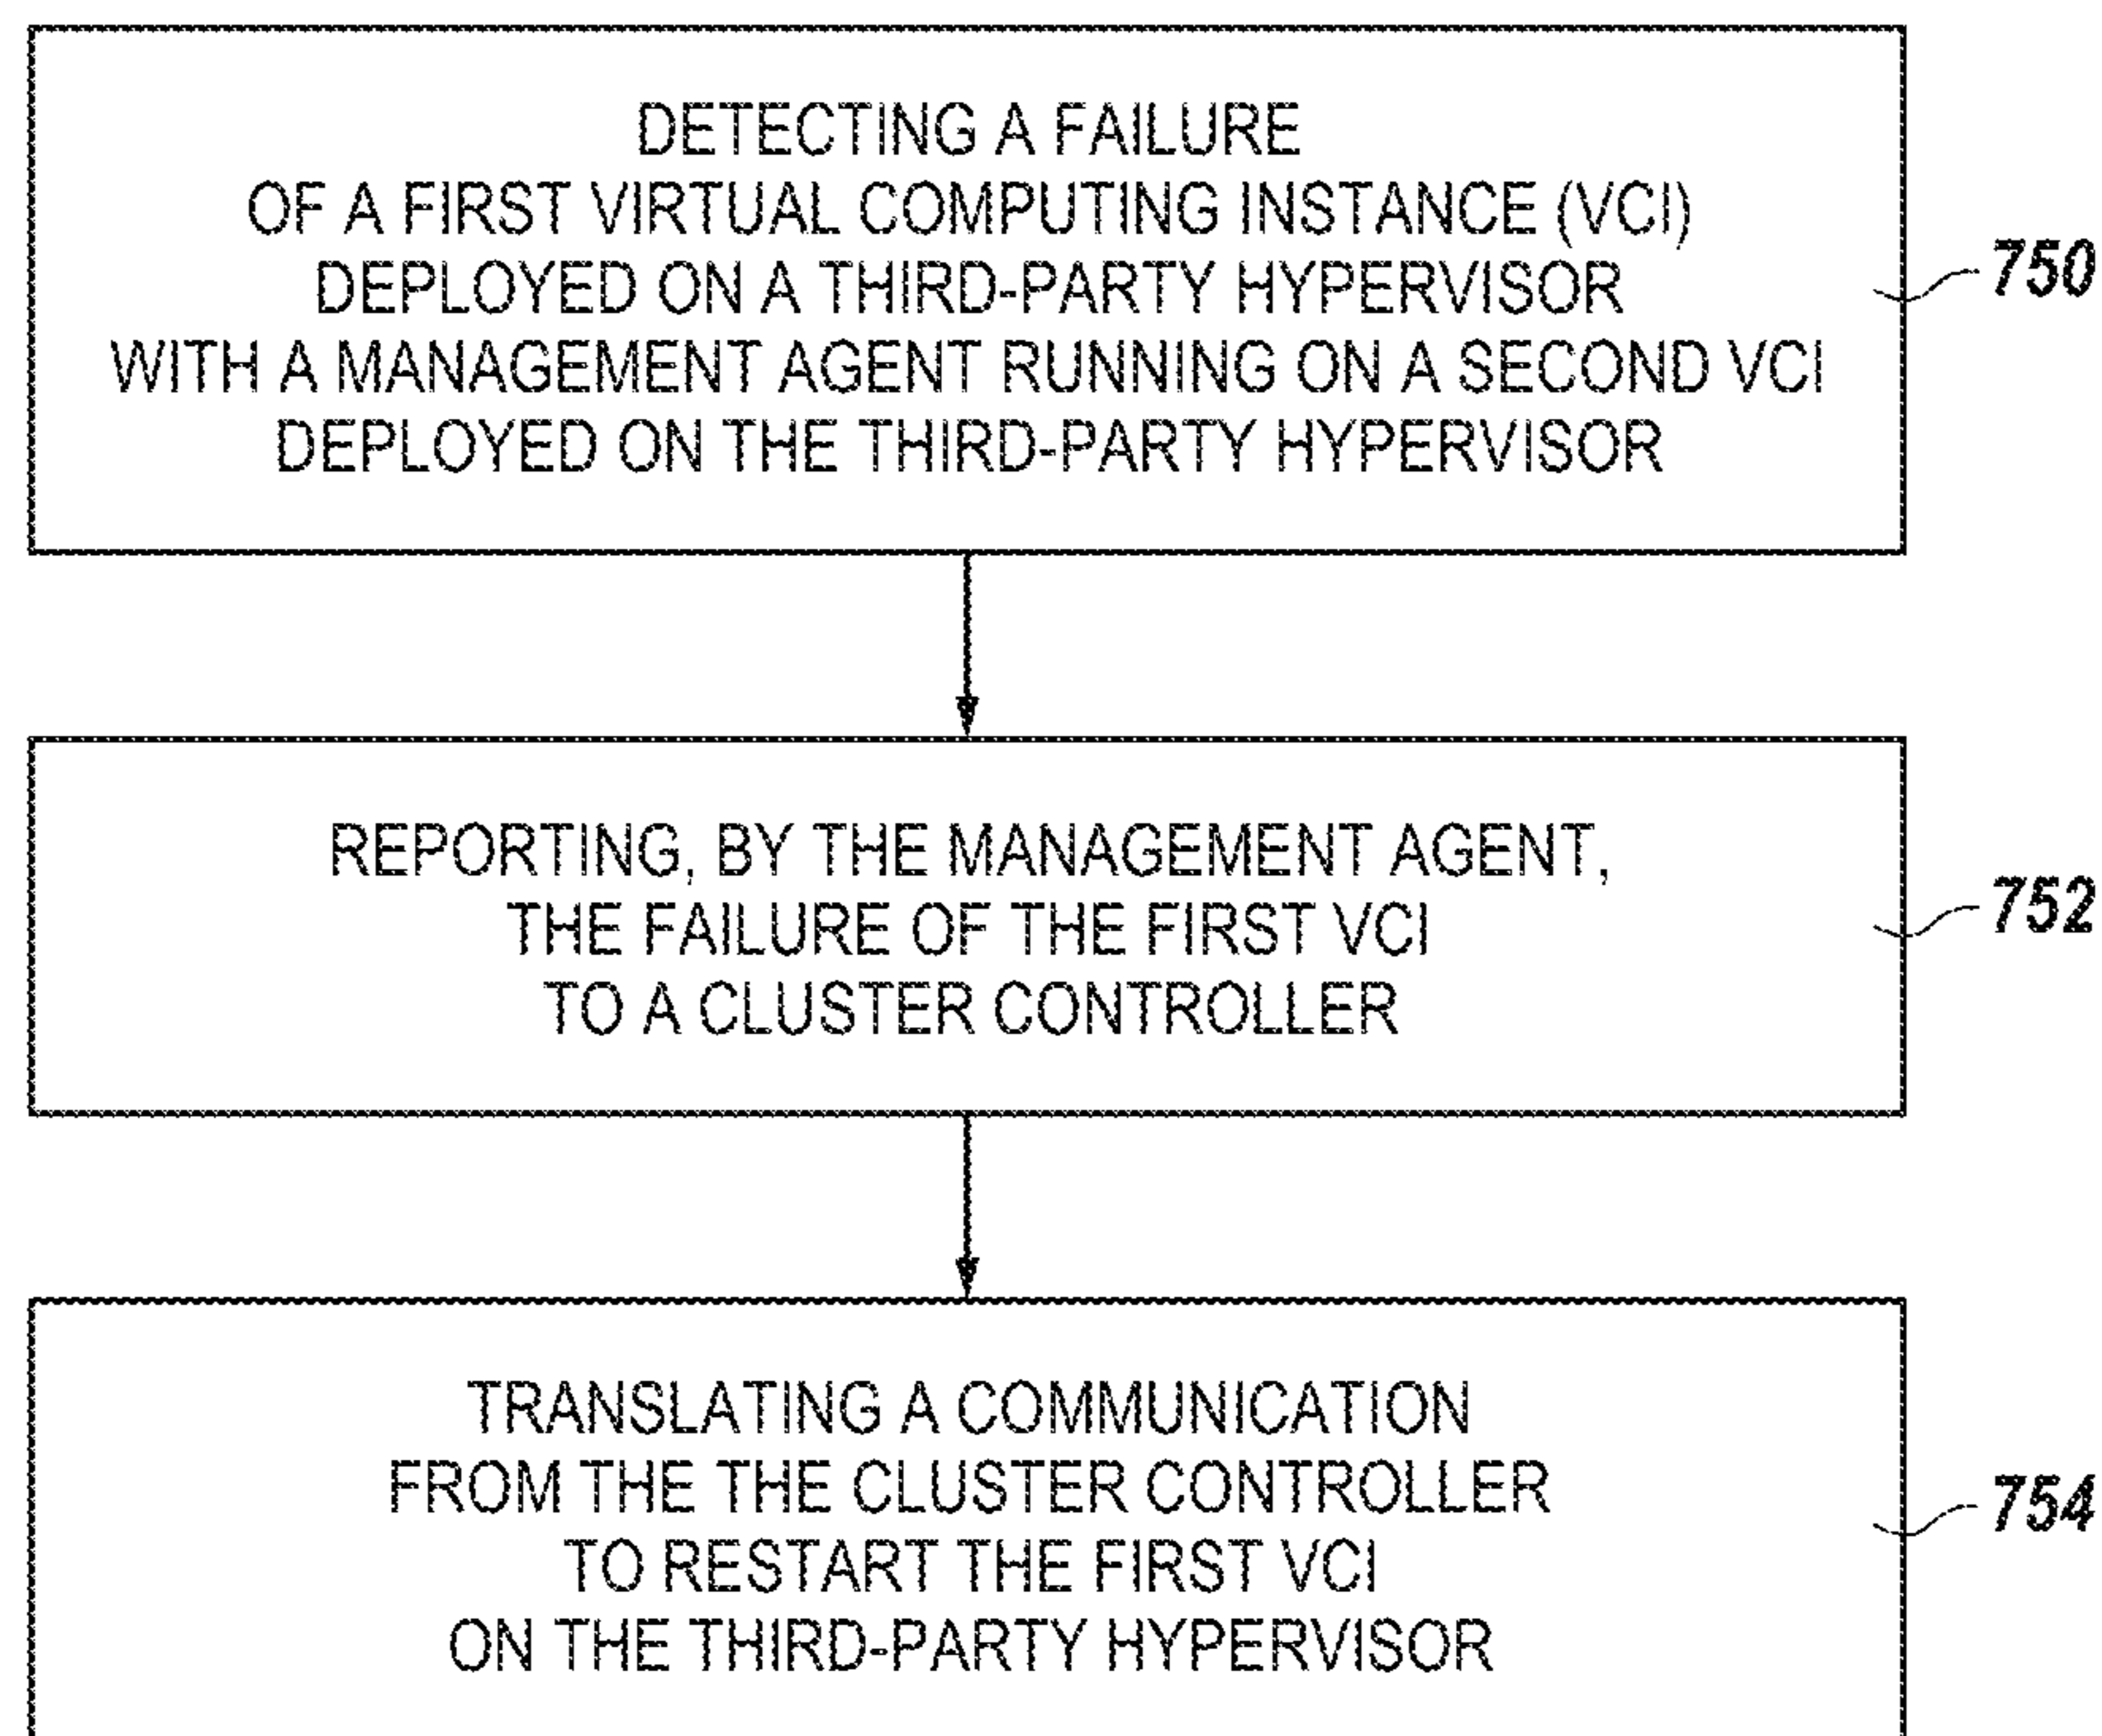 DETECTING A FAILURE
OF A FIRST VIRTUAL COMPUTING INSTANCE (VCI)
DEPLOYED ON A THIRD-PARTY HYPERVISOR
WITH A MANAGEMENT AGENT RUNNING ON A SECOND VCI
DEPLOYED ON THE THIRD-PARTY HYPERVISOR
750
REPORTING, BY THE MANAGEMENT AGENT,
THE FAILURE OF THE FIRST VCI
TO A CLUSTER CONTROLLER
752
TRANSLATING A COMMUNICATION
FROM THE THE CLUSTER CONTROLLER
TO RESTART THE FIRST VCI
ON THE THIRD-PARTY HYPERVISOR
754